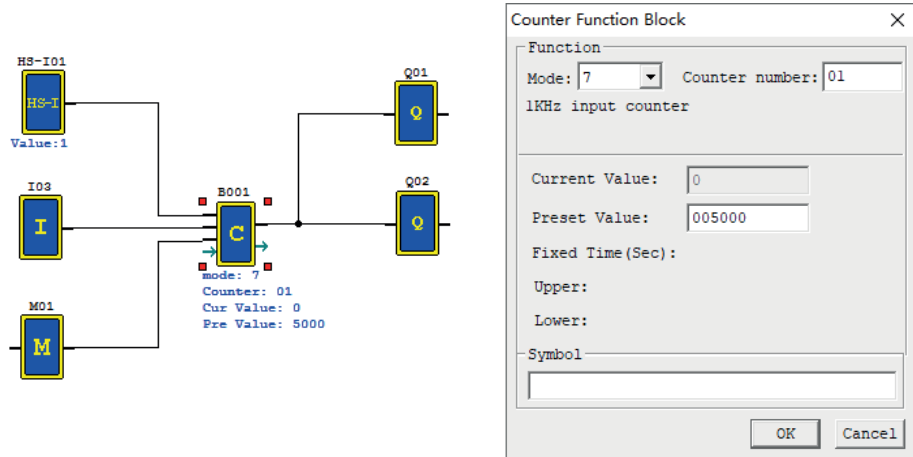 HS-I01
HS-I
Value:1
I03
I
M01
M
B001
C
mode: 7
Counter: 01
Cur Value: 0
Pre Value: 5000
Q01
Q
Q02
Q
Counter Function Block
Function
Mode: 7 Counter number: 01
1KHz input counter
Current Value: 0
Preset Value: 005000
Fixed Time(Sec):
Upper:
Lower:
Symbol
OK Cancel